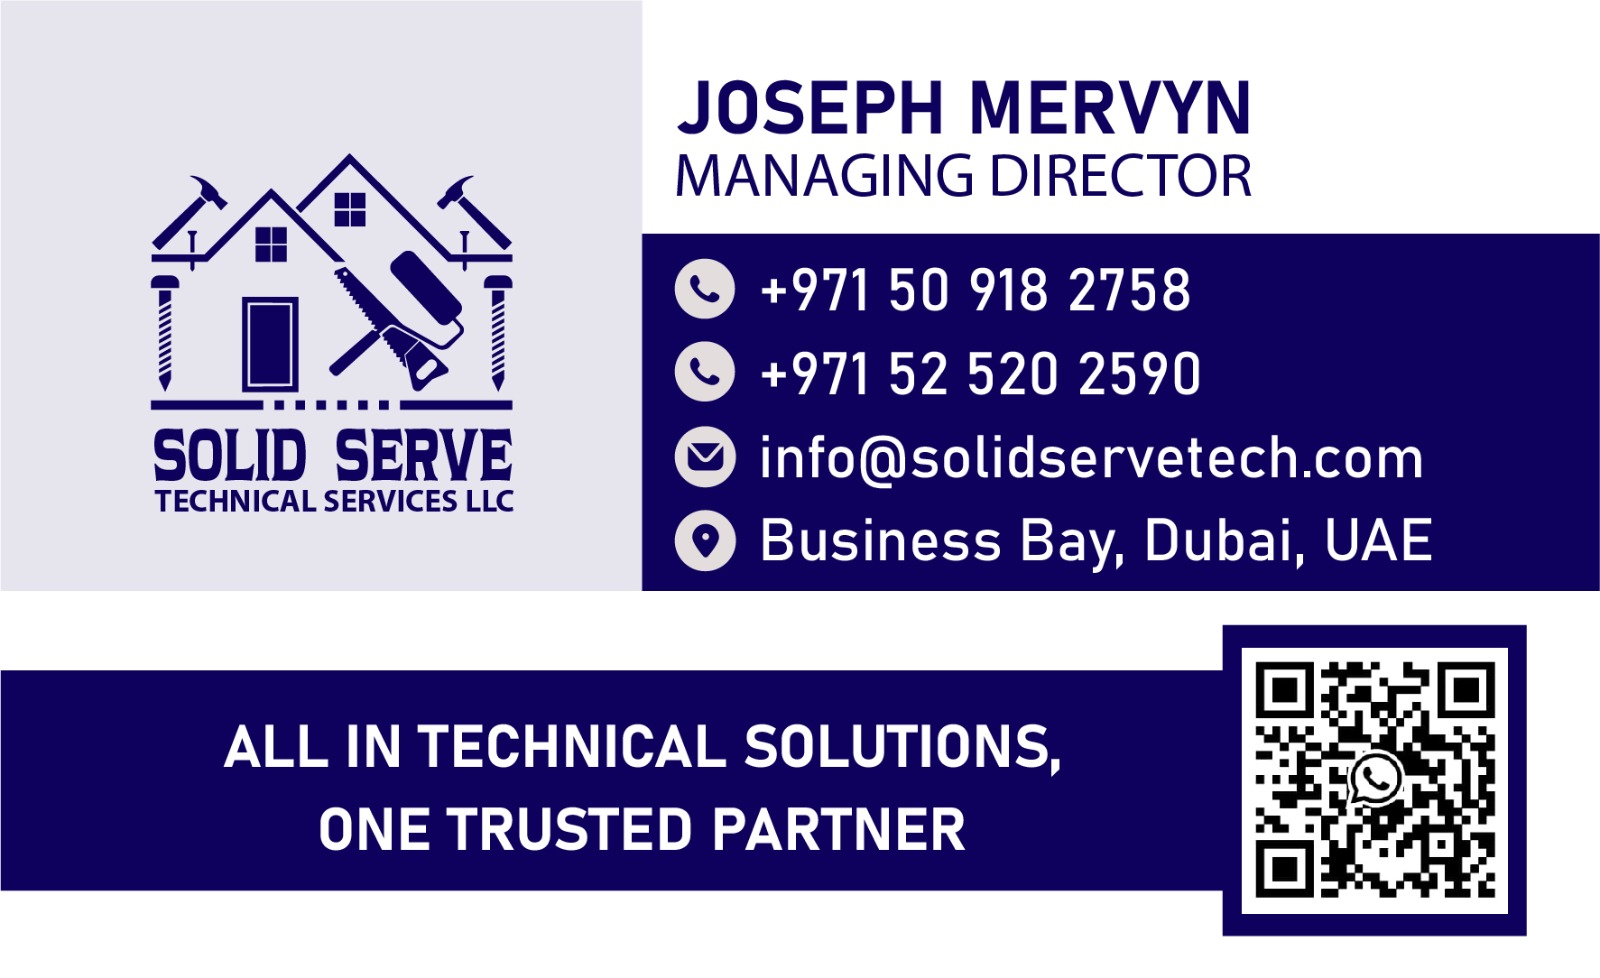 SOLID SERVE
TECHNICAL SERVICES LLC
JOSEPH MERVYN
MANAGING DIRECTOR
+971 50 918 2758
+971 52 520 2590
info@solidservetech.com
Business Bay, Dubai, UAE
ALL IN TECHNICAL SOLUTIONS,
ONE TRUSTED PARTNER